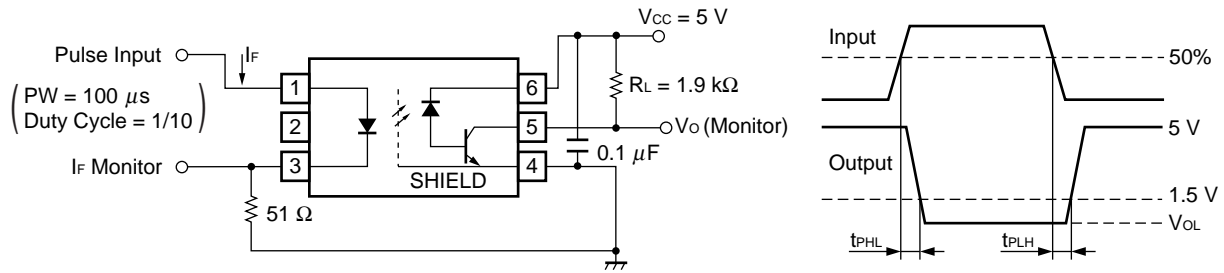 Pulse Input
IF
PW = 100 μs
Duty Cycle = 1/10
IF Monitor
51 Ω
1
2
3
SHIELD
6
5
4
VCC = 5 V
RL = 1.9 kΩ
VO (Monitor)
0.1 μF
Input
50%
5 V
Output
1.5 V
VOL
tPHL
tPLH